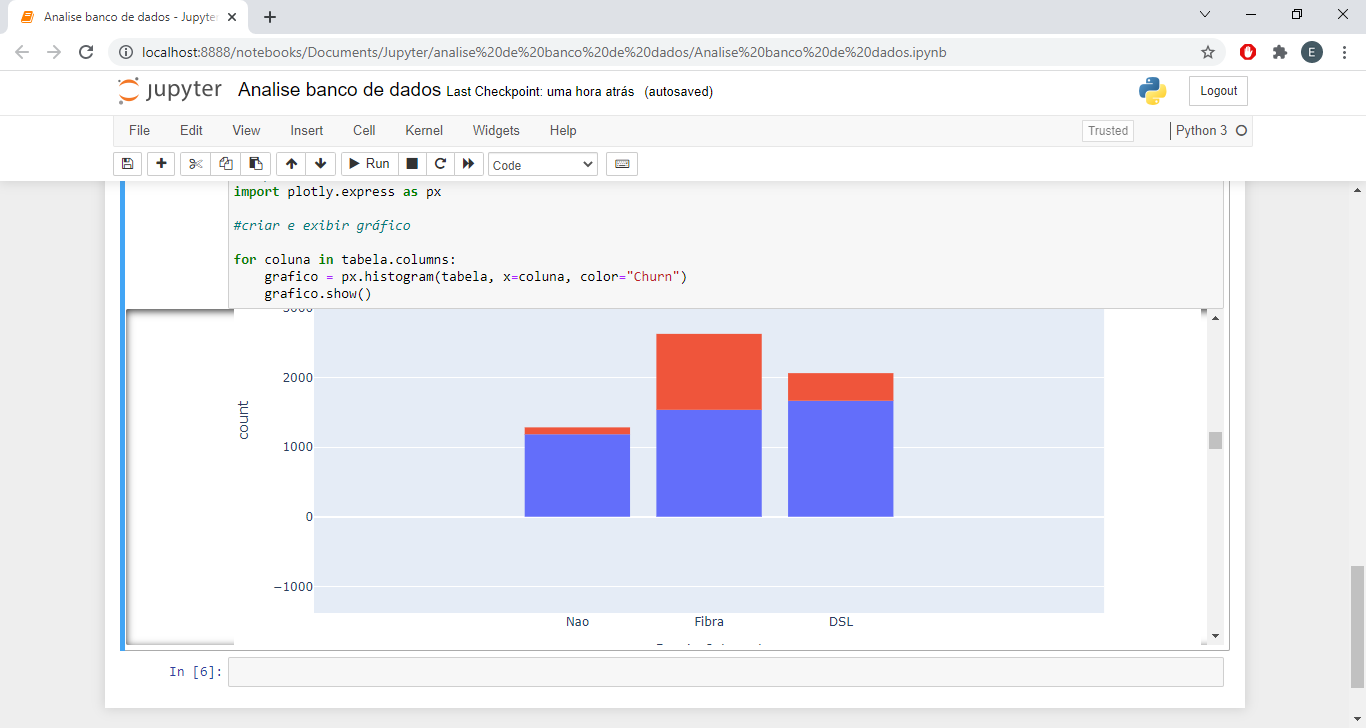 Analise banco de dados - Jupyte
localhost:8888/notebooks/Documents/Jupyter/analise%20de%20banco%20de%20dados/Analise%20banco%20de%20dados.ipynb
E
jupyter Analise banco de dados Last Checkpoint: uma hora atrás (autosaved)
Logout
File Edit View Insert Cell Kernel Widgets Help
Trusted Python 3
Run Code
import plotly.express as px
#criar e exibir gráfico
for coluna in tabela.columns:
grafico = px.histogram(tabela, x=coluna, color="Churn")
grafico.show()
3000
2000
count
1000
0
−1000
Nao Fibra DSL
In [6]: